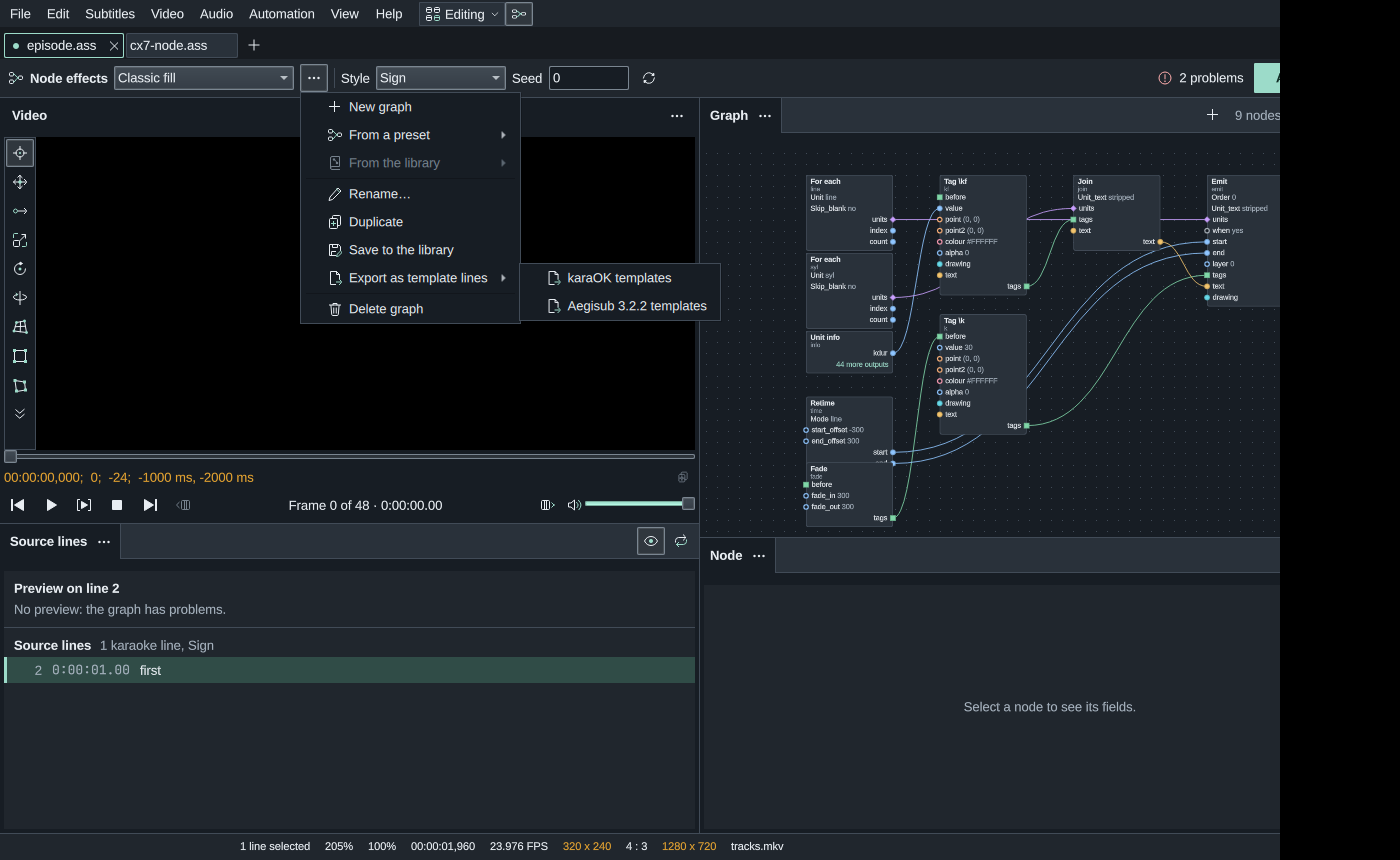 File Edit Subtitles Video Audio Automation View Help Editing
episode.ass cx7-node.ass
Node effects Classic fill Style Sign Seed 0 2 problems
New graph
From a preset
From the library
Rename…
Duplicate
Save to the library
Export as template lines
Delete graph
karaOK templates
Aegisub 3.2.2 templates
Video
00:00:00,000; 0; -24; -1000 ms, -2000 ms
Frame 0 of 48 · 0:00:00.00
Source lines
Preview on line 2
No preview: the graph has problems.
Source lines 1 karaoke line, Sign
2 0:00:01.00 first
Graph 9 nodes
For each
line
Unit line
Skip_blank no
units
index
count
For each
syl
Unit syl
Skip_blank no
units
index
count
Unit info
info
kdur
44 more outputs
Retime
time
Mode line
start_offset -300
end_offset 300
start
Fade
fade
before
fade_in 300
fade_out 300
tags
Tag \kf
kf
before
value
point (0, 0)
point2 (0, 0)
colour #FFFFFF
alpha 0
drawing
text
tags
Tag \k
k
before
value 30
point (0, 0)
point2 (0, 0)
colour #FFFFFF
alpha 0
drawing
text
tags
Join
join
Unit_text stripped
units
tags
text
text
Emit
emit
Order 0
Unit_text stripped
units
when yes
start
end
layer 0
tags
text
drawing
Node
Select a node to see its fields.
1 line selected 205% 100% 00:00:01,960 23.976 FPS 320 x 240 4 : 3 1280 x 720 tracks.mkv